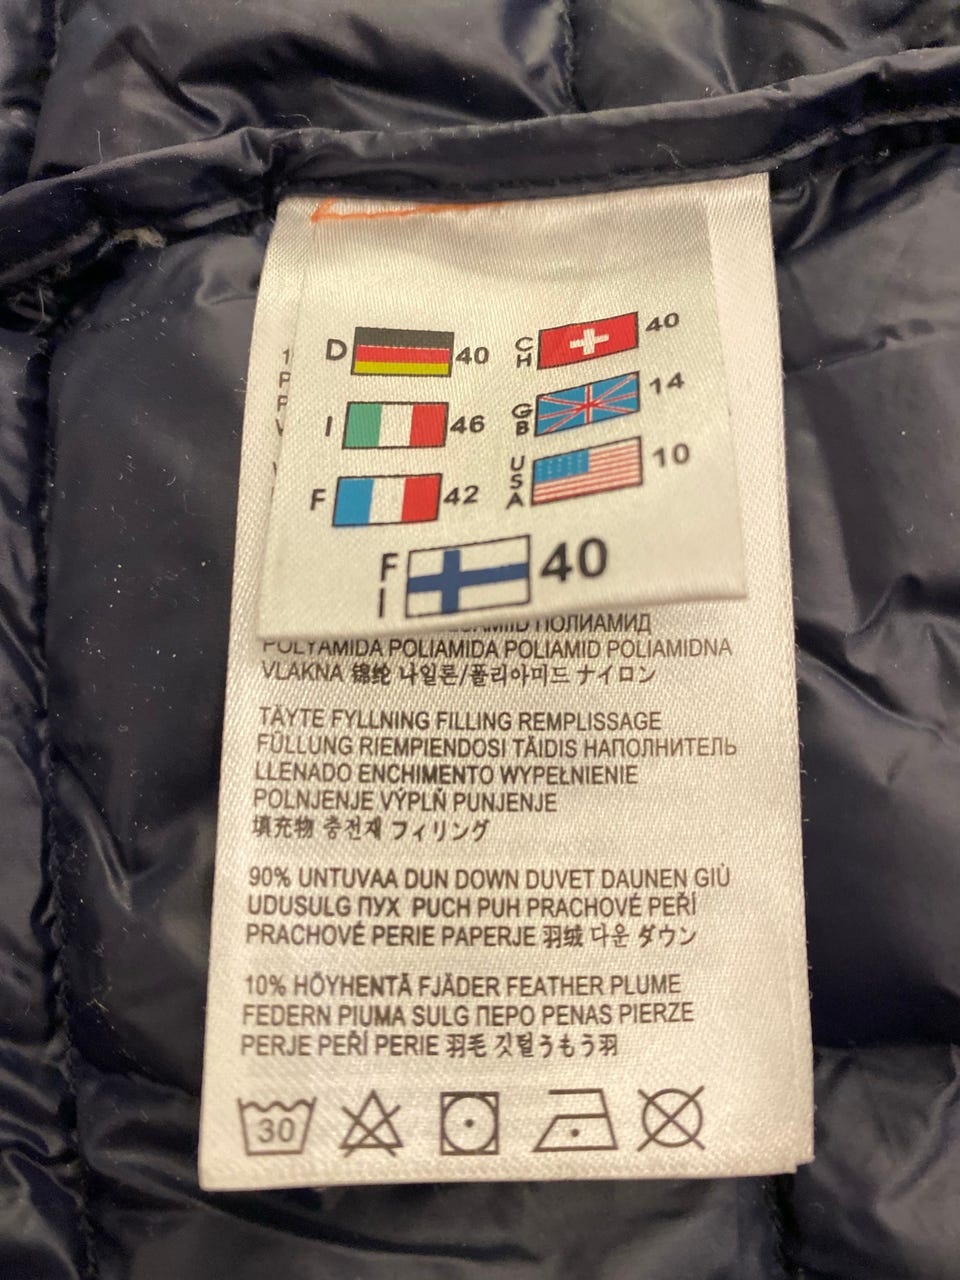 D 40
CH 40
I 46
GB 14
F 42
USA 10
FI 40
ПОЛИАМИД
POLYAMIDA POLIAMIDA POLIAMID POLIAMIDNA
VLAKNA 锦纶 나일론/폴리아미드 ナイロン
TÄYTE FYLLNING FILLING REMPLISSAGE
FÜLLUNG RIEMPIENDOSI TÄIDIS НАПОЛНИТЕЛЬ
LLENADO ENCHIMENTO WYPEŁNIENIE
POLNJENJE VÝPLŇ PUNJENJE
填充物 충전재 フィリング
90% UNTUVAA DUN DOWN DUVET DAUNEN GIÙ
UDUSULG ПУХ PUCH PUH PRACHOVÉ PEŘÍ
PRACHOVÉ PERIE PAPERJE 羽绒 다운 ダウン
10% HÖYHENTÄ FJÄDER FEATHER PLUME
FEDERN PIUMA SULG ПЕРО PENAS PIERZE
PERJE PEŘÍ PERIE 羽毛 깃털 うもう羽
30